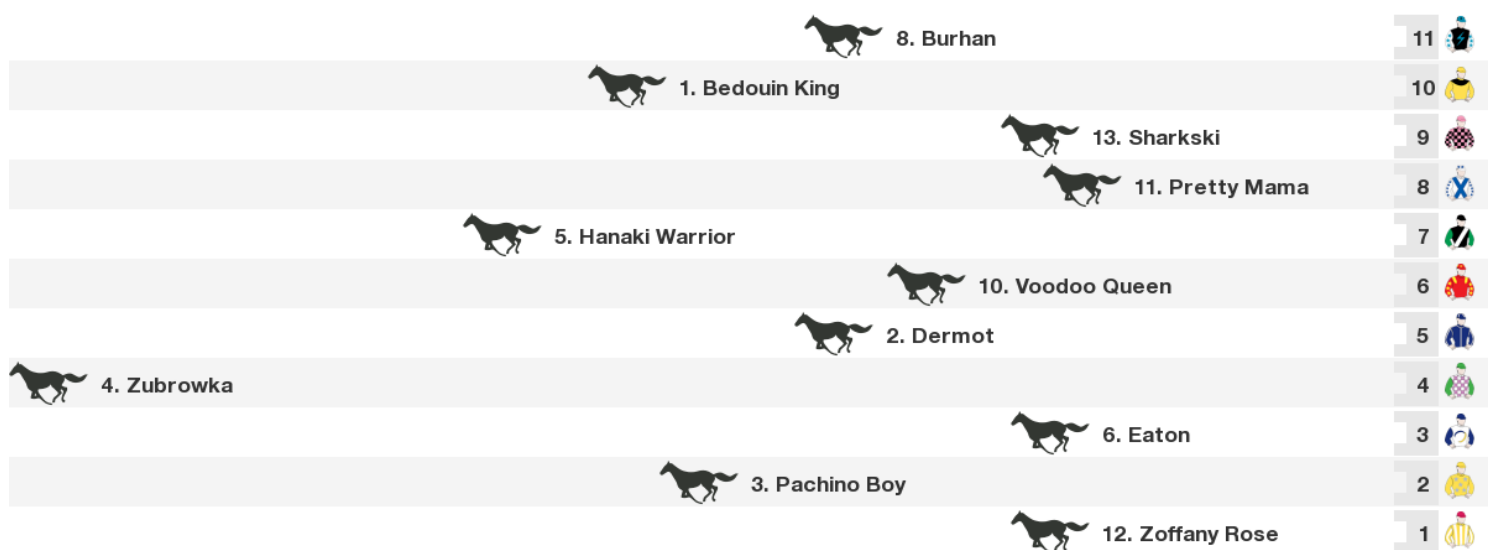 8. Burhan 11
1. Bedouin King 10
13. Sharkski 9
11. Pretty Mama 8
5. Hanaki Warrior 7
10. Voodoo Queen 6
2. Dermot 5
4. Zubrowka 4
6. Eaton 3
3. Pachino Boy 2
12. Zoffany Rose 1